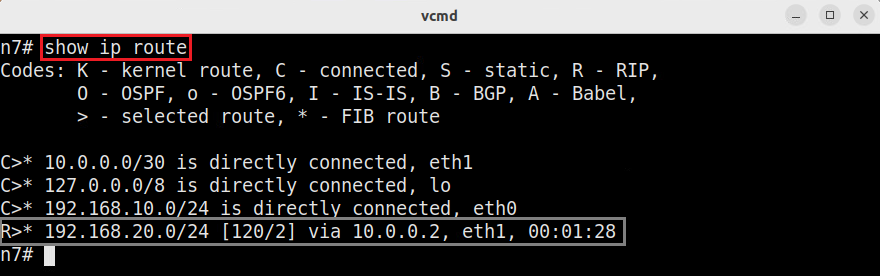 vcmd
n7# show ip route
Codes: K - kernel route, C - connected, S - static, R - RIP,
       O - OSPF, o - OSPF6, I - IS-IS, B - BGP, A - Babel,
       > - selected route, * - FIB route

C>* 10.0.0.0/30 is directly connected, eth1
C>* 127.0.0.0/8 is directly connected, lo
C>* 192.168.10.0/24 is directly connected, eth0
R>* 192.168.20.0/24 [120/2] via 10.0.0.2, eth1, 00:01:28
n7#